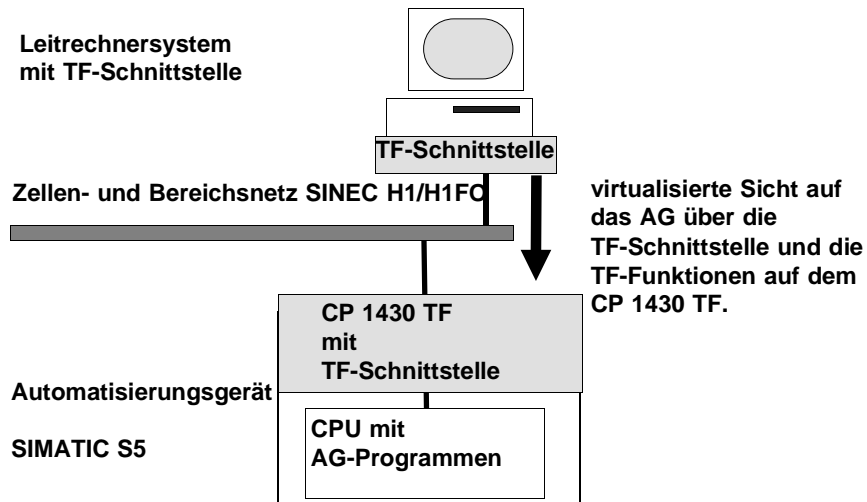 Leitrechnersystem
mit TF-Schnittstelle
TF-Schnittstelle
Zellen- und Bereichsnetz SINEC H1/H1FO
virtualisierte Sicht auf
das AG über die
TF-Schnittstelle und die
TF-Funktionen auf dem
CP 1430 TF.
CP 1430 TF
mit
TF-Schnittstelle
Automatisierungsgerät
SIMATIC S5
CPU mit
AG-Programmen